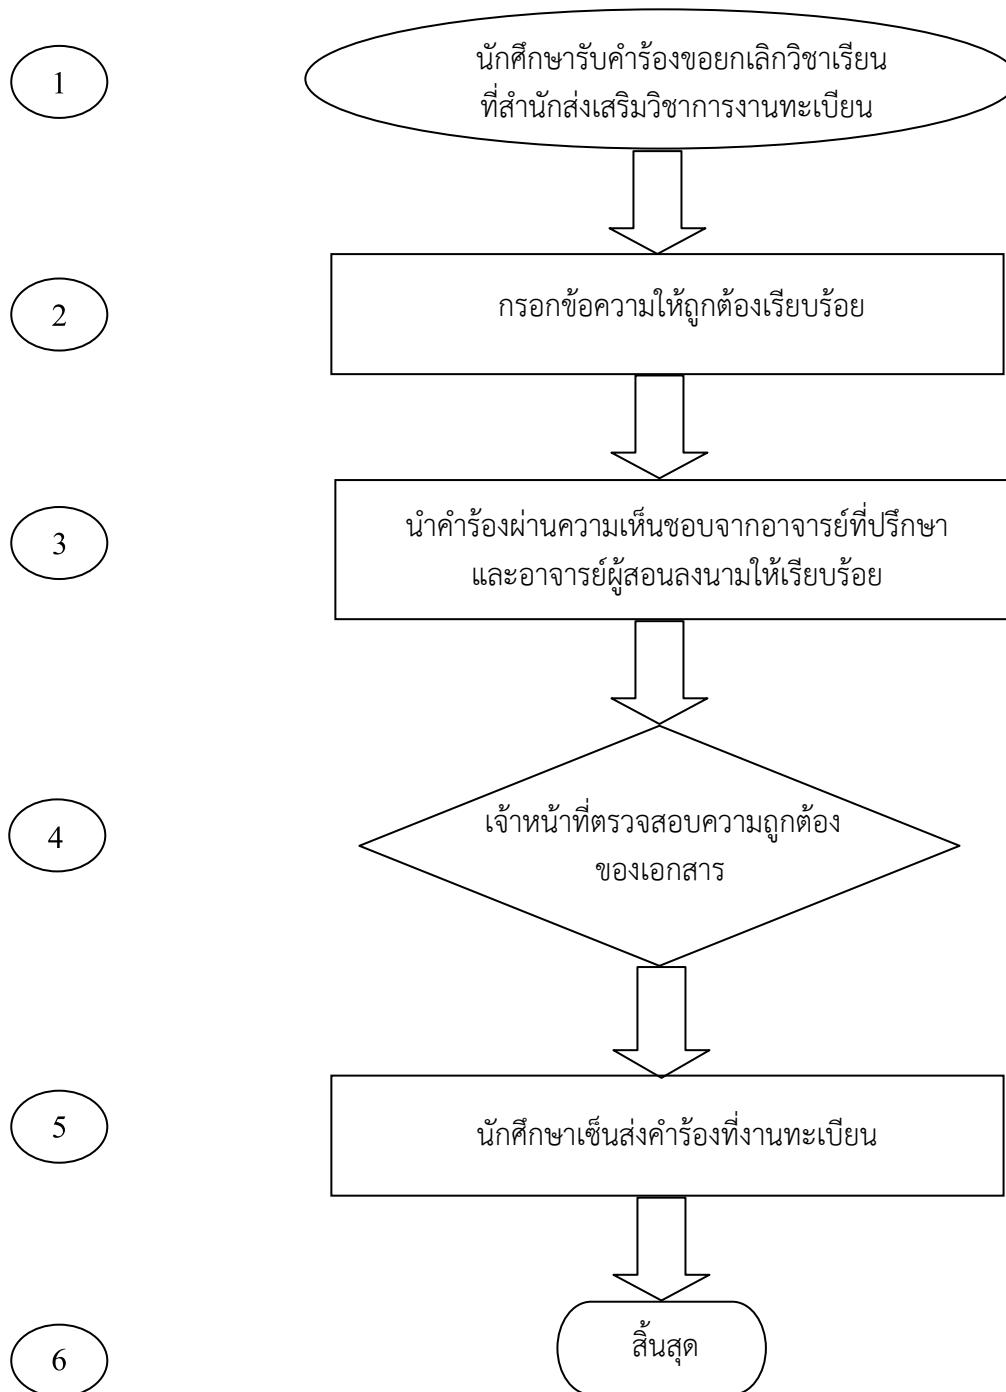 1
นักศึกษารับคำร้องขอยกเลิกวิชาเรียน
ที่สำนักส่งเสริมวิชาการงานทะเบียน
2
กรอกข้อความให้ถูกต้องเรียบร้อย
3
นำคำร้องผ่านความเห็นชอบจากอาจารย์ที่ปรึกษา
และอาจารย์ผู้สอนลงนามให้เรียบร้อย
4
เจ้าหน้าที่ตรวจสอบความถูกต้อง
ของเอกสาร
5
นักศึกษาเซ็นส่งคำร้องที่งานทะเบียน
6
สิ้นสุด